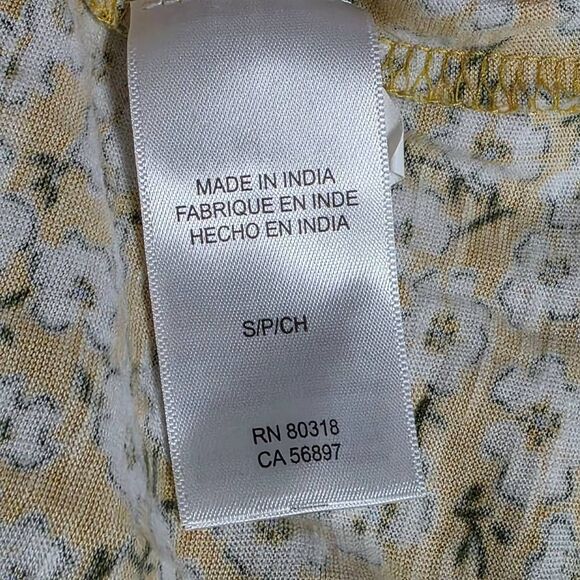 MADE IN INDIA
FABRIQUE EN INDE
HECHO EN INDIA
S/P/CH
RN 80318
CA 56897